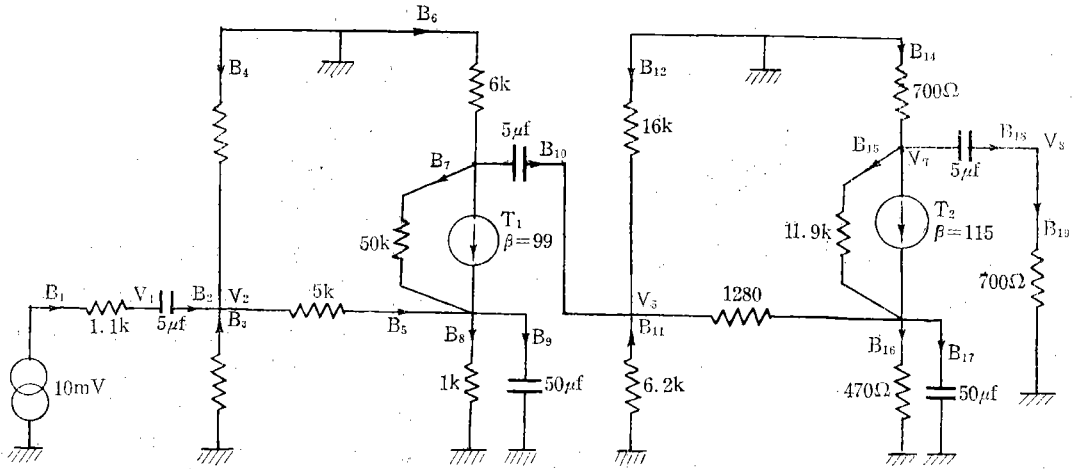 B₆
B₄
6k
5μf
B₁₀
B₇
50k
T₁
β=99
B₁
V₁
B₂
V₂
B₃
1.1k
5μf
5k
B₅
B₈
B₉
10mV
1k
50μf
B₁₂
B₁₄
700Ω
16k
B₁₅
V₇
B₁₈
V₈
5μf
T₂
β=115
11.9k
B₁₉
700Ω
V₅
B₁₁
1280
B₁₆
B₁₇
6.2k
470Ω
50μf